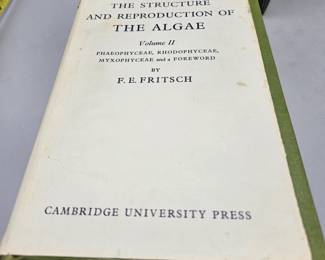 THE STRUCTURE
AND REPRODUCTION OF
THE ALGAE
Volume II
PHAEOPHYCEAE, RHODOPHYCEAE,
MYXOPHYCEAE and a FOREWORD
BY
F. E. FRITSCH
CAMBRIDGE UNIVERSITY PRESS